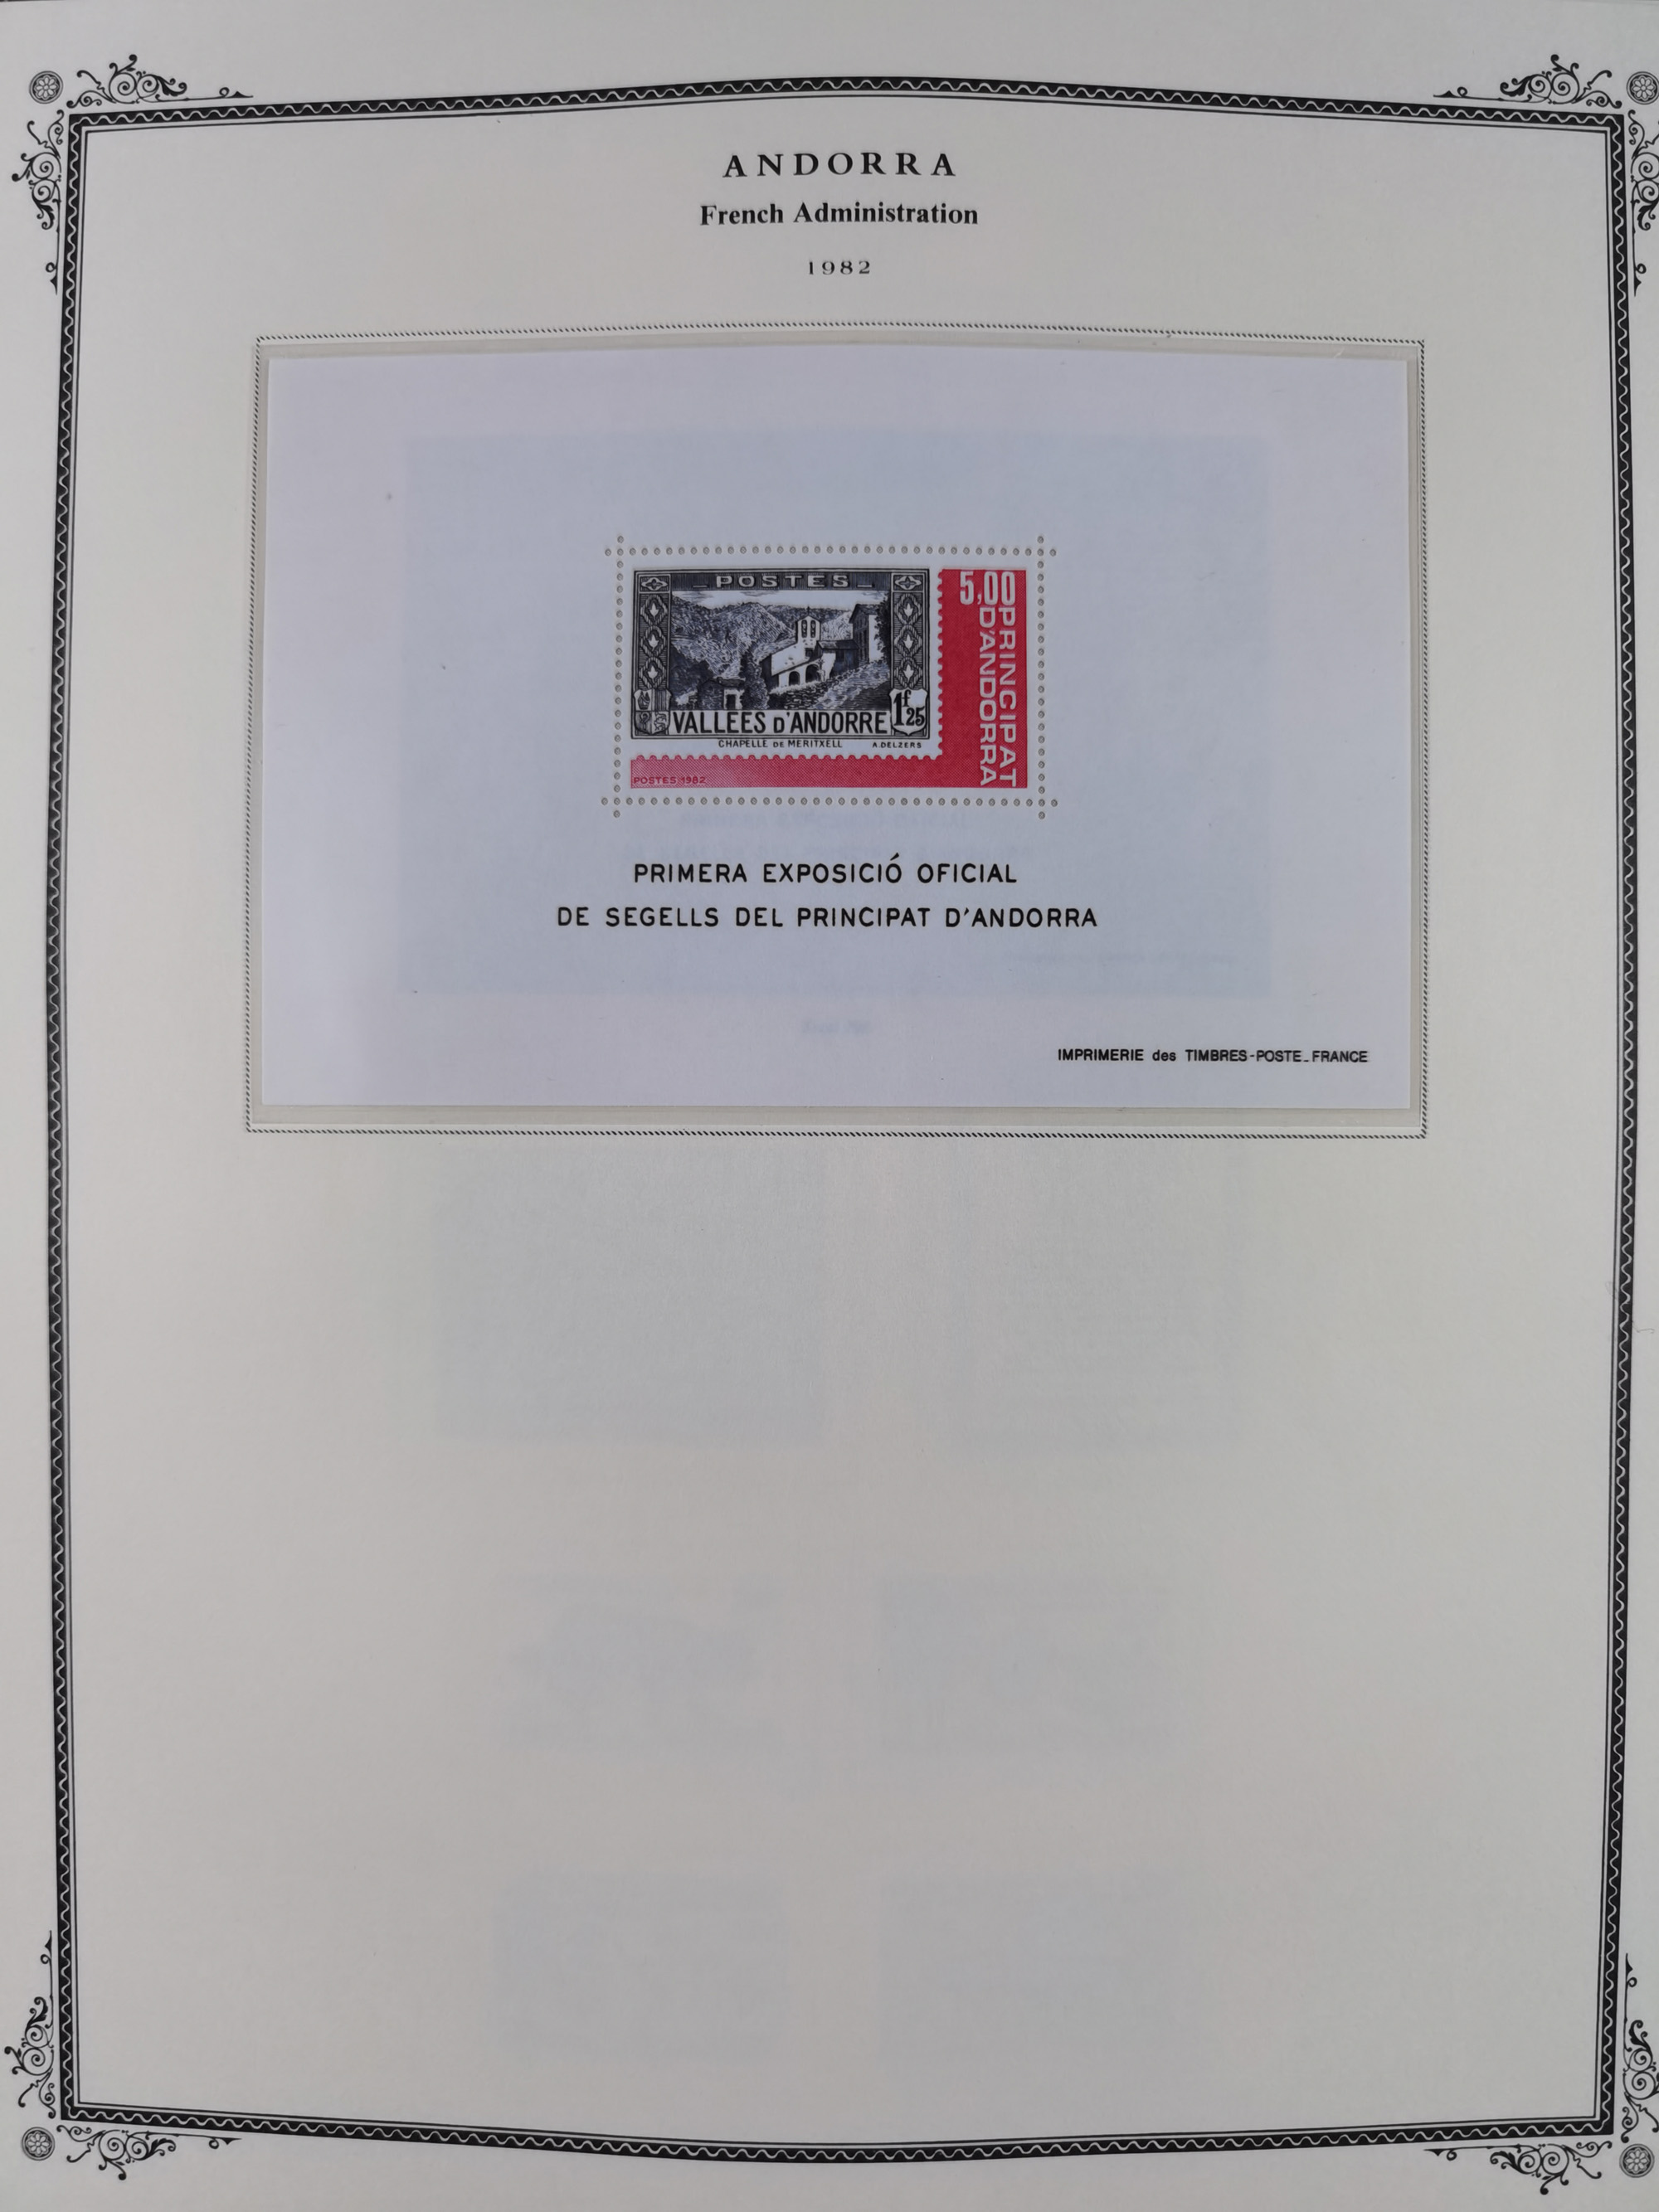 ANDORRA
French Administration
1982
POSTES
5,00
PRINCIPAT
D'ANDORRA
1f25
VALLEES D'ANDORRE
CHAPELLE DE MERITXELL A.DELZERS
POSTES 1982
PRIMERA EXPOSICIÓ OFICIAL
DE SEGELLS DEL PRINCIPAT D'ANDORRA
IMPRIMERIE des TIMBRES-POSTE_FRANCE